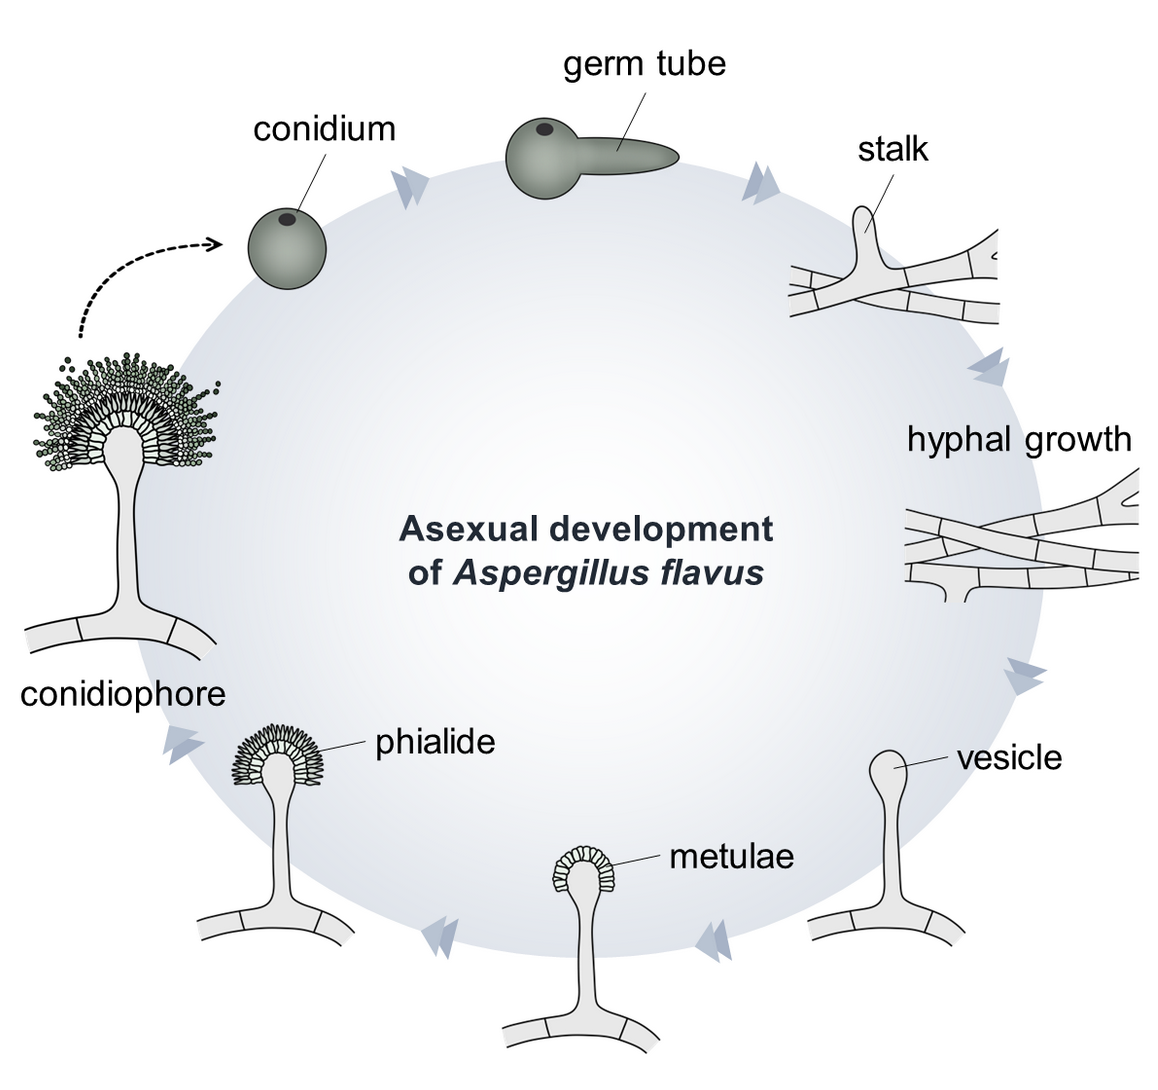 germ tube
conidium
stalk
hyphal growth
Asexual development
of Aspergillus flavus
conidiophore
phialide
vesicle
metulae